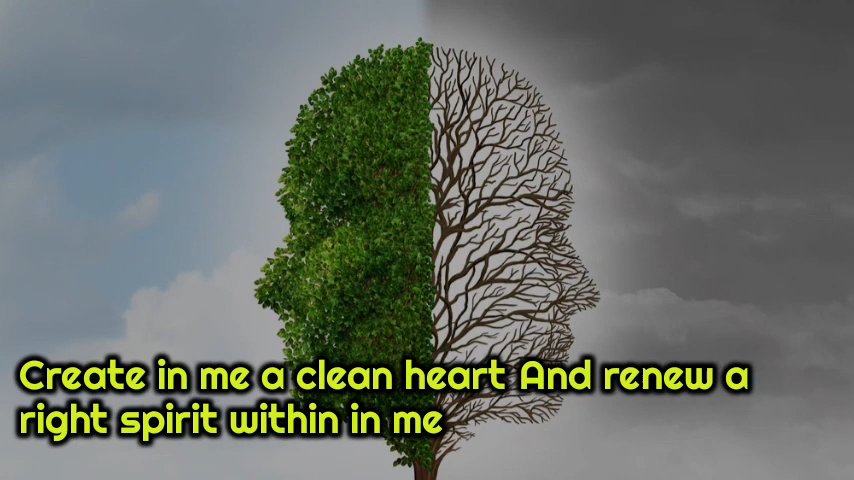 Create in me a clean heart And renew a
right spirit within in me